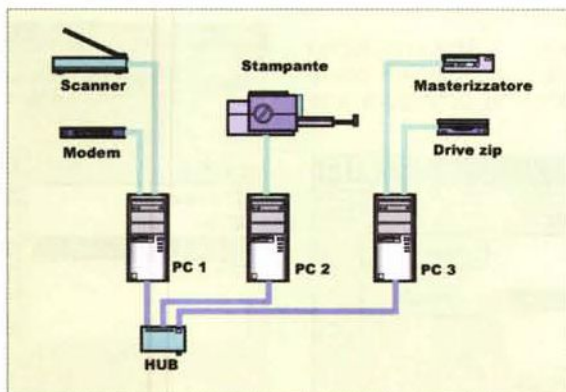 Scanner
Stampante
Masterizzatore
Modem
Drive zip
PC 1
PC 2
PC 3
HUB